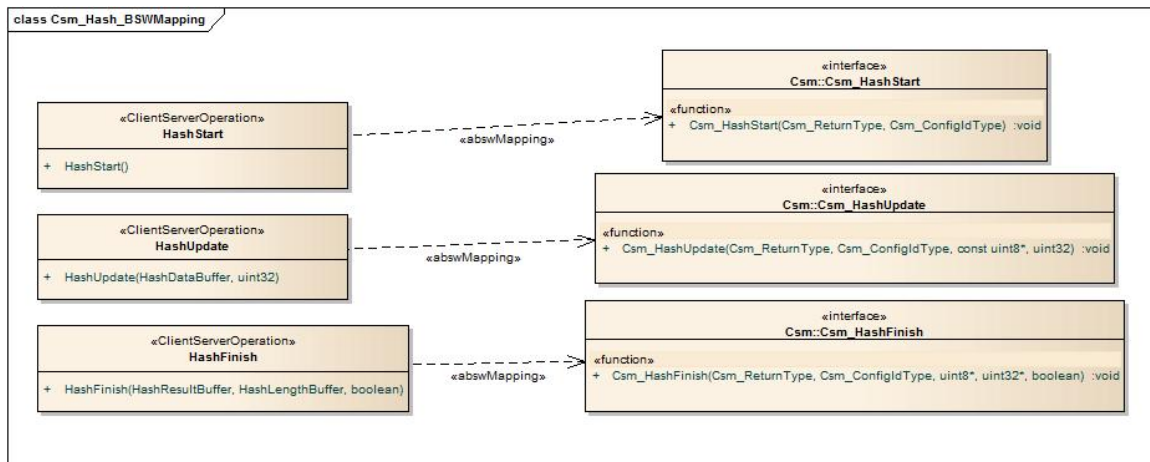 class Csm_Hash_BSWMapping
«ClientServerOperation»
HashStart
+ HashStart()
«abswMapping»
«interface»
Csm::Csm_HashStart
«function»
+ Csm_HashStart(Csm_ReturnType, Csm_ConfigIdType) :void
«ClientServerOperation»
HashUpdate
+ HashUpdate(HashDataBuffer, uint32)
«abswMapping»
«interface»
Csm::Csm_HashUpdate
«function»
+ Csm_HashUpdate(Csm_ReturnType, Csm_ConfigIdType, const uint8*, uint32) :void
«ClientServerOperation»
HashFinish
+ HashFinish(HashResultBuffer, HashLengthBuffer, boolean)
«abswMapping»
«interface»
Csm::Csm_HashFinish
«function»
+ Csm_HashFinish(Csm_ReturnType, Csm_ConfigIdType, uint8*, uint32*, boolean) :void